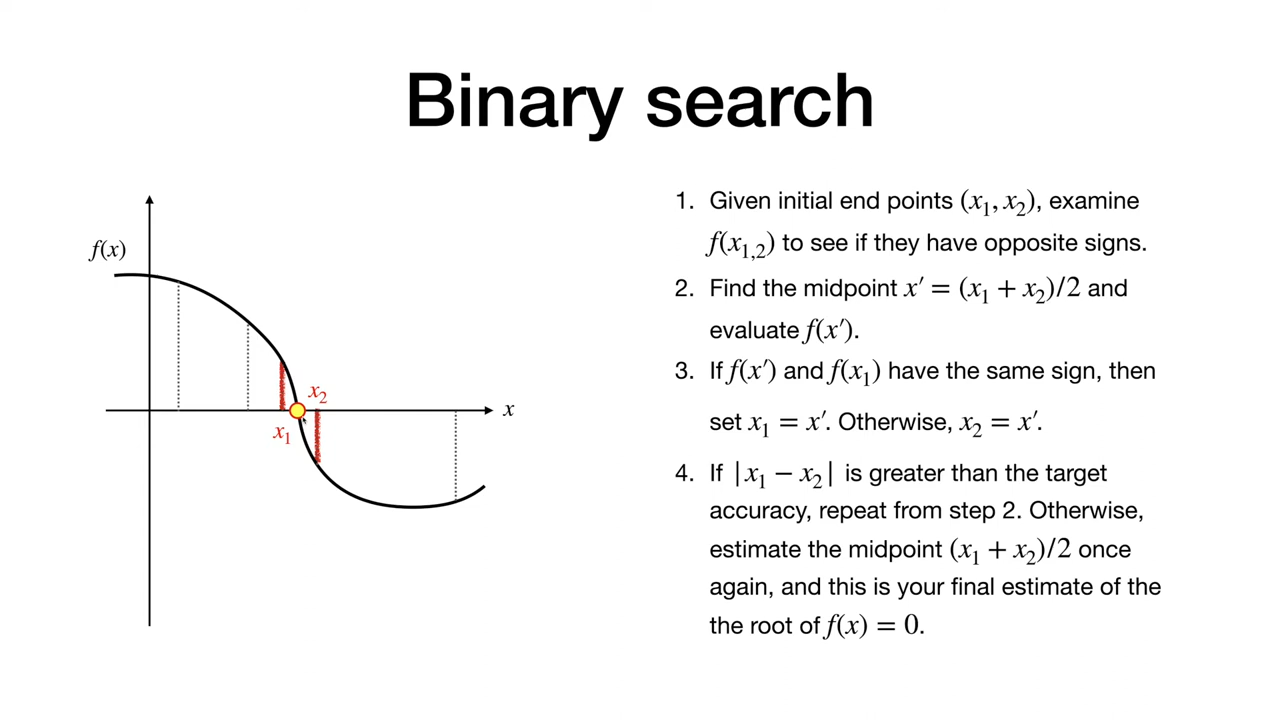 Binary search
f(x)
x₂
x
x₁
1. Given initial end points (x₁, x₂), examine
f(x₁,₂) to see if they have opposite signs.
2. Find the midpoint x′ = (x₁ + x₂)/2 and
evaluate f(x′).
3. If f(x′) and f(x₁) have the same sign, then
set x₁ = x′. Otherwise, x₂ = x′.
4. If |x₁ − x₂| is greater than the target
accuracy, repeat from step 2. Otherwise,
estimate the midpoint (x₁ + x₂)/2 once
again, and this is your final estimate of the
the root of f(x) = 0.